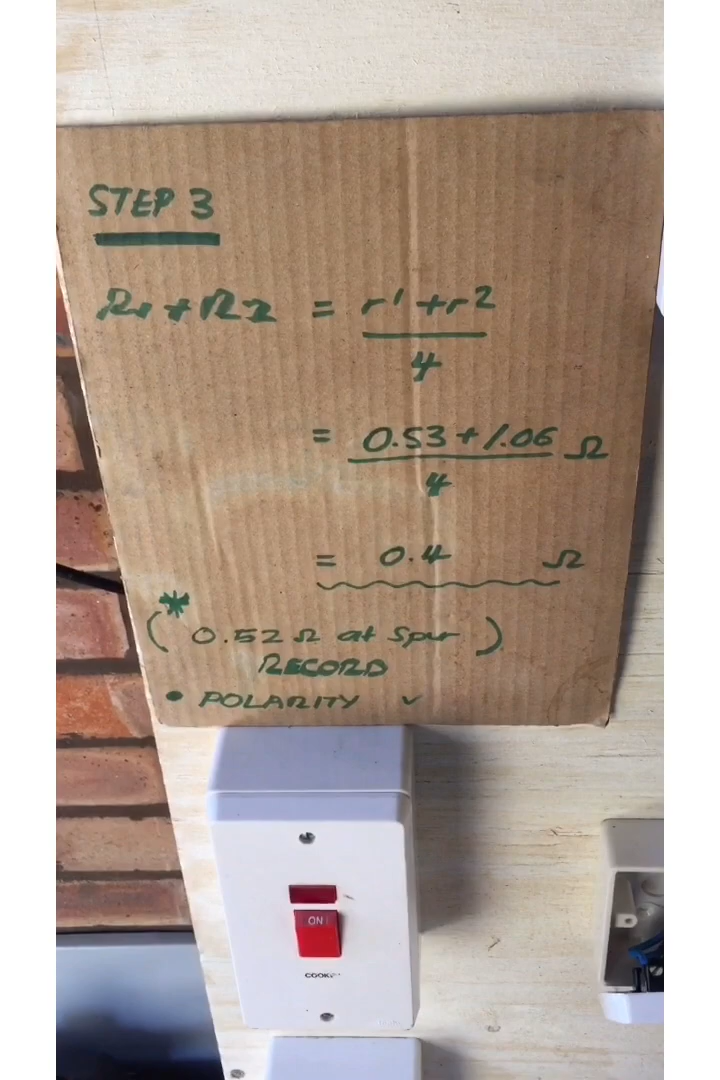 STEP 3
R1+R2 = r1+r2
4
= 0.53+1.06 Ω
4
= 0.4 Ω
*
( 0.52 Ω at Spur )
RECORD
• POLARITY ✓
ON